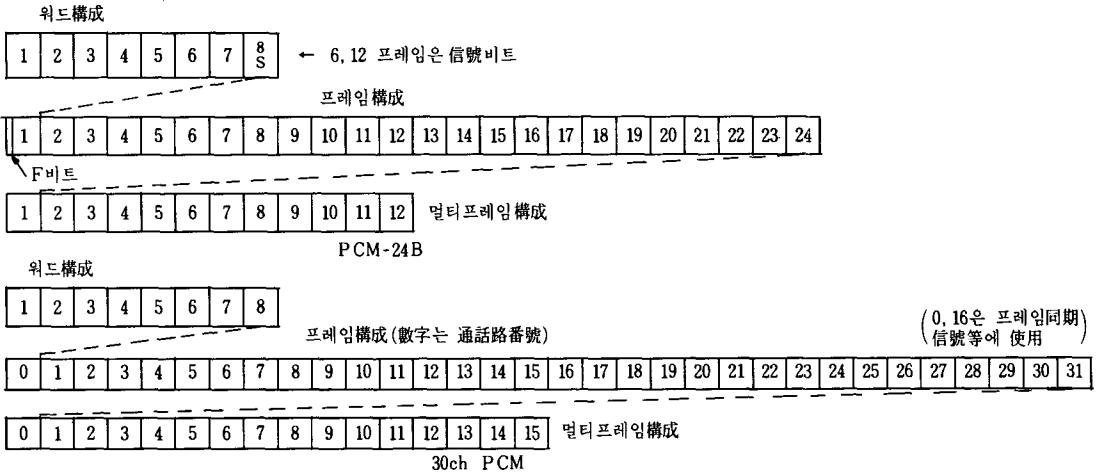 워드構成
1 2 3 4 5 6 7 8 S ← 6, 12 프레임은 信號비트
프레임構成
1 2 3 4 5 6 7 8 9 10 11 12 13 14 15 16 17 18 19 20 21 22 23 24
F비트
1 2 3 4 5 6 7 8 9 10 11 12 멀티프레임構成
PCM-24B
워드構成
1 2 3 4 5 6 7 8
프레임構成(數字는 通話路番號)
(0, 16은 프레임同期
信號等에 使用)
0 1 2 3 4 5 6 7 8 9 10 11 12 13 14 15 16 17 18 19 20 21 22 23 24 25 26 27 28 29 30 31
0 1 2 3 4 5 6 7 8 9 10 11 12 13 14 15 멀티프레임構成
30ch PCM